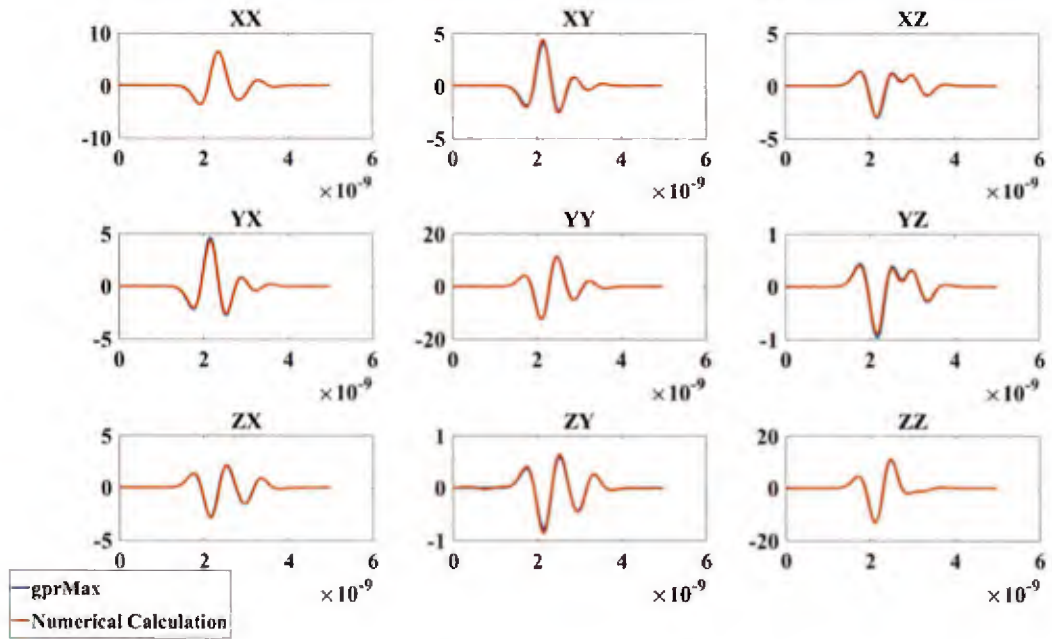 XX XY XZ
10 5 5
0 0 0
-10 -5 -5
0 2 4 6 0 2 4 6 0 2 4 6
×10⁻⁹ ×10⁻⁹ ×10⁻⁹
YX YY YZ
5 20 1
0 0 0
-5 -20 -1
0 2 4 6 0 2 4 6 0 2 4 6
×10⁻⁹ ×10⁻⁹ ×10⁻⁹
ZX ZY ZZ
5 1 20
0 0 0
-5 -1 -20
0 2 4 6 0 2 4 6 0 2 4 6
×10⁻⁹ ×10⁻⁹ ×10⁻⁹
gprMax
Numerical Calculation